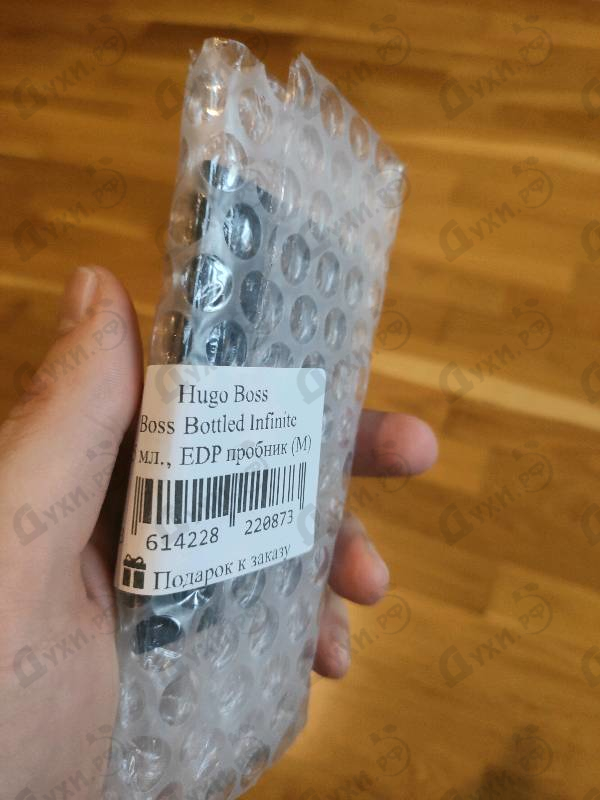 Hugo Boss
Boss Bottled Infinite
мл., EDP пробник (M)
614228 220873
Подарок к заказу
Духи.рф